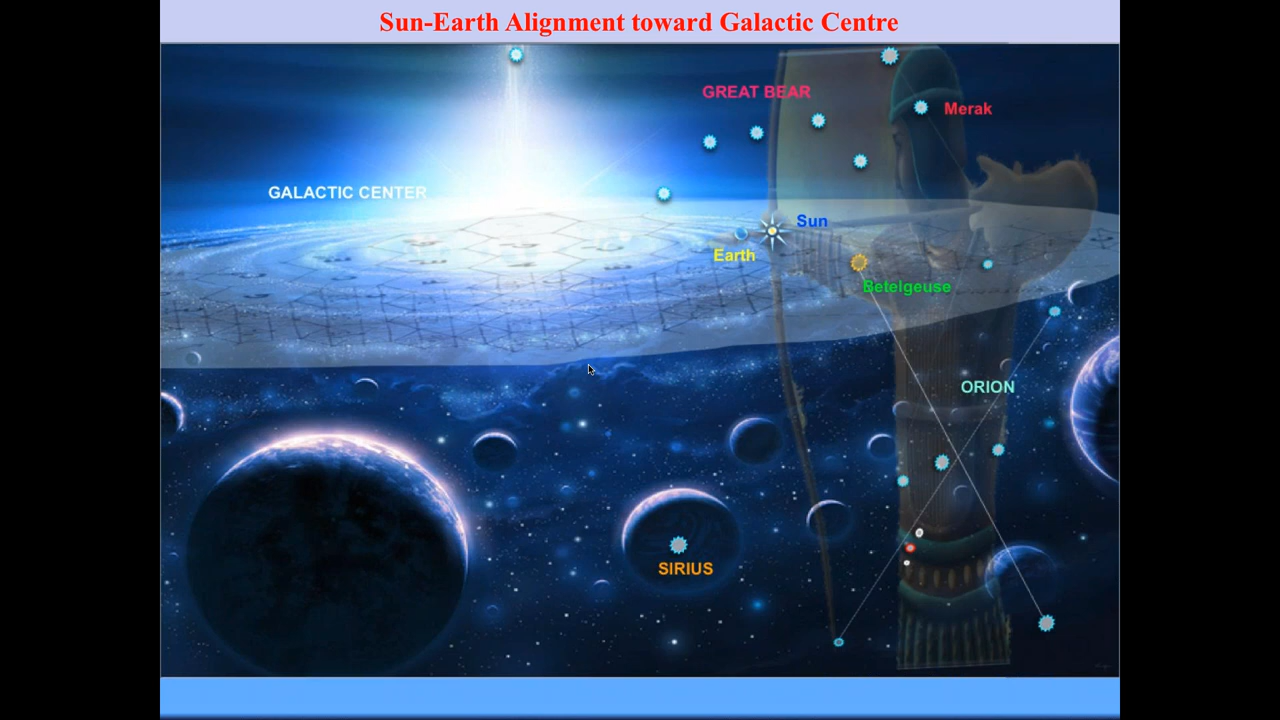 Sun-Earth Alignment toward Galactic Centre
GREAT BEAR
Merak
GALACTIC CENTER
Sun
Earth
Betelgeuse
ORION
SIRIUS